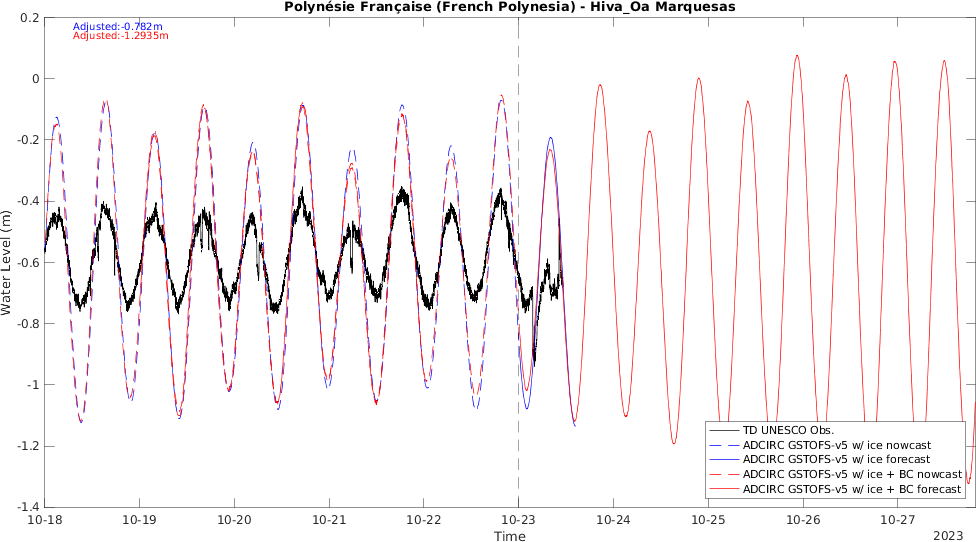 Polynésie Française (French Polynesia) - Hiva_Oa Marquesas
Adjusted:-0.782m
Adjusted:-1.2935m
0.2
0
-0.2
-0.4
-0.6
-0.8
-1
-1.2
-1.4
Water Level (m)
10-18
10-19
10-20
10-21
10-22
10-23
10-24
10-25
10-26
10-27
Time
2023
TD UNESCO Obs.
ADCIRC GSTOFS-v5 w/ ice nowcast
ADCIRC GSTOFS-v5 w/ ice forecast
ADCIRC GSTOFS-v5 w/ ice + BC nowcast
ADCIRC GSTOFS-v5 w/ ice + BC forecast